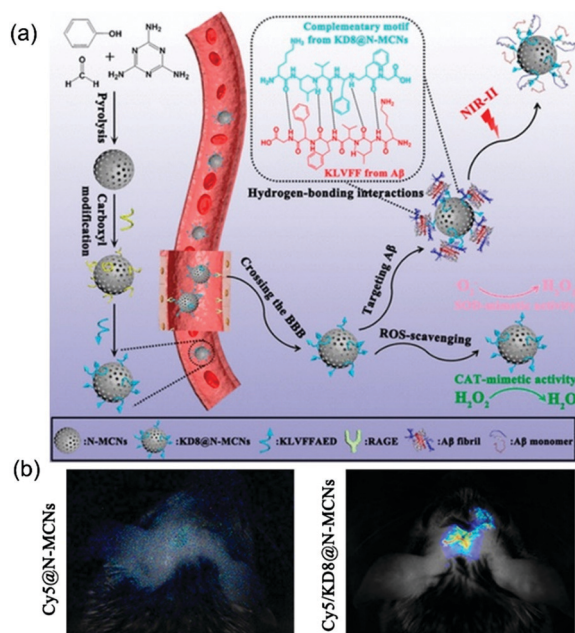 (a)
OH
NH₂
+
H₂N
NH₂
Pyrolysis
Carboxyl
modification
Complementary motif
from KD8@N-MCNs
KLVFF from Aβ
Hydrogen-bonding interactions
NIR-II
Crossing the BBB
Targeting Aβ
ROS-scavenging
H₂O₂
CAT-mimetic activity
H₂O₂
H₂O
:N-MCNs
:KD8@N-MCNs
:KLVFFAED
:RAGE
:Aβ fibril
:Aβ monomer
(b)
Cy5@N-MCNs
Cy5/KD8@N-MCNs